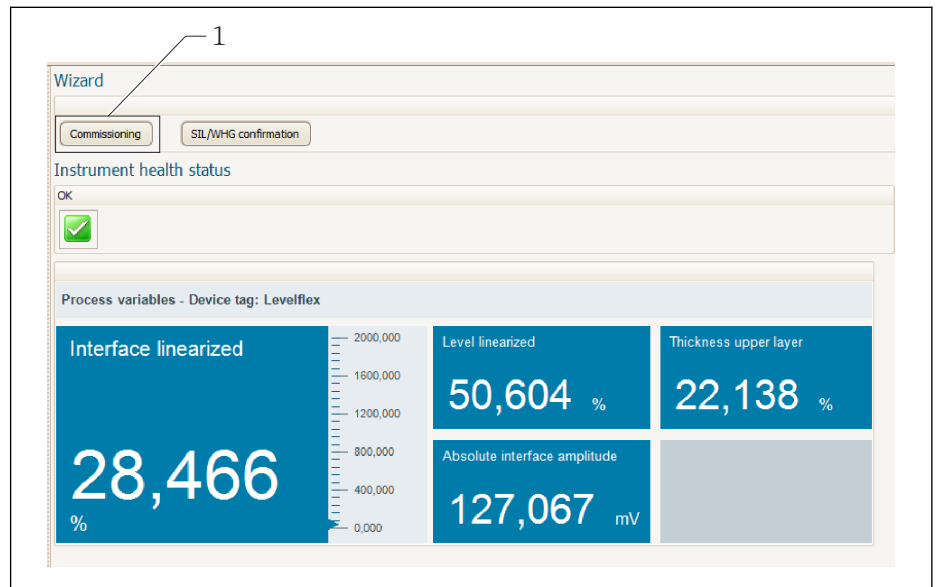 1
Wizard
Commissioning
SIL/WHG confirmation
Instrument health status
OK
Process variables - Device tag: Levelflex
Interface linearized
28,466
%
2000,000
1600,000
1200,000
800,000
400,000
0,000
Level linearized
50,604 %
Thickness upper layer
22,138 %
Absolute interface amplitude
127,067 mV